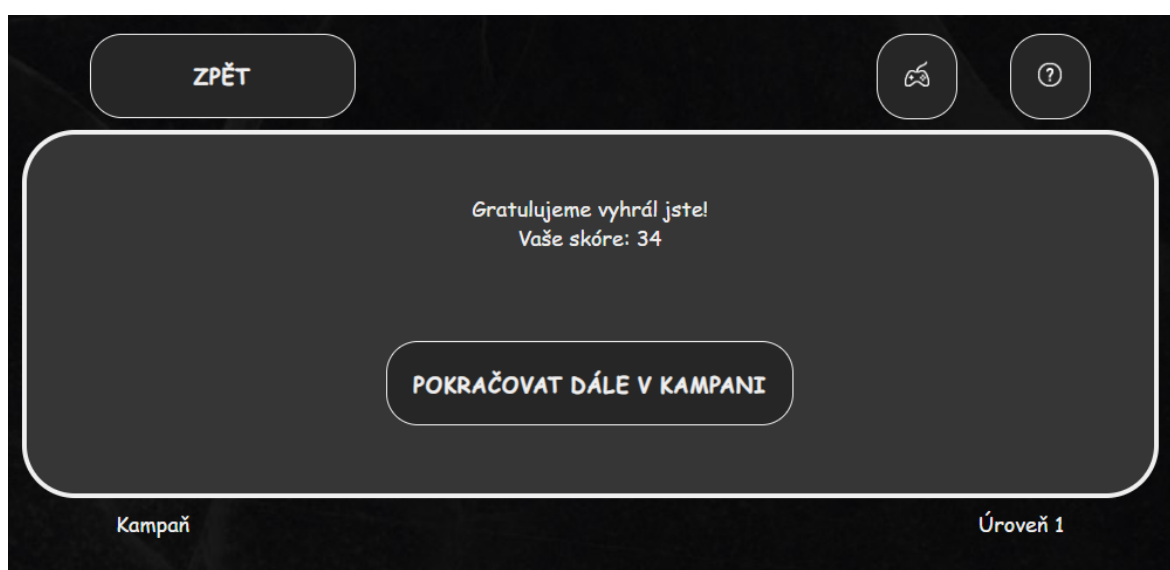 ZPĚT
Gratulujeme vyhrál jste!
Vaše skóre: 34
POKRAČOVAT DÁLE V KAMPANI
Kampaň
Úroveň 1